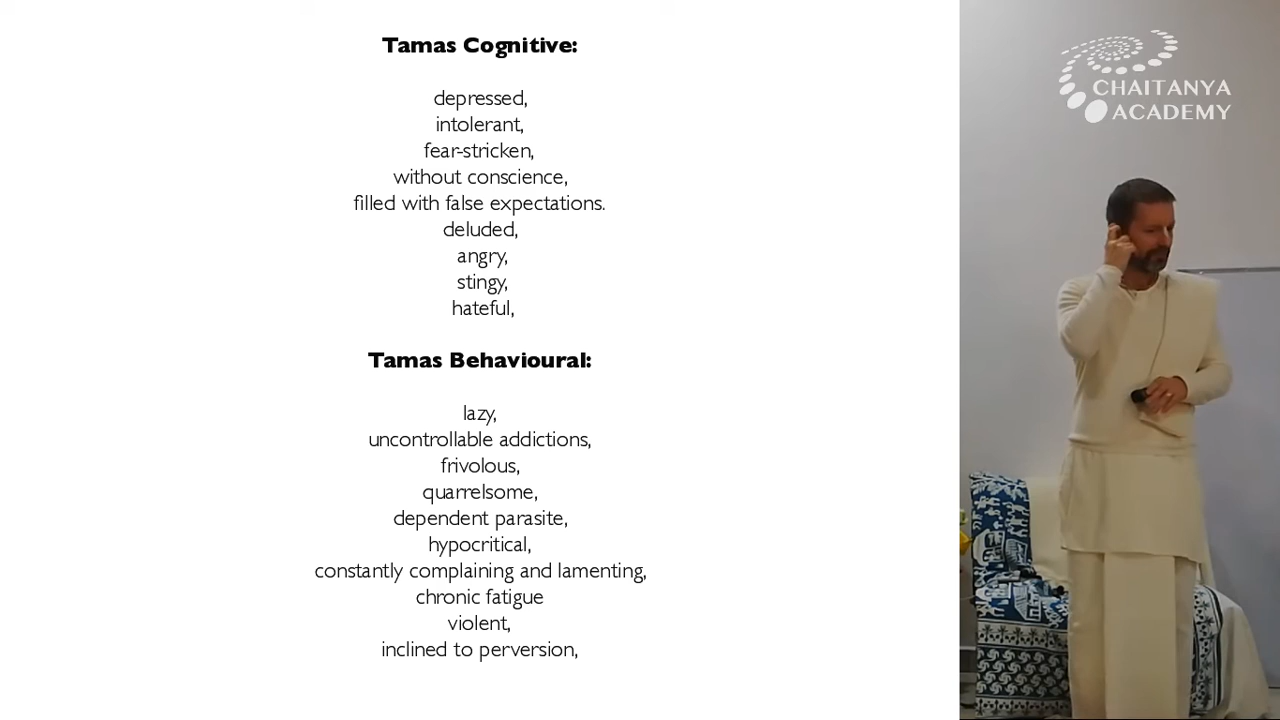 Tamas Cognitive:
depressed,
intolerant,
fear-stricken,
without conscience,
filled with false expectations.
deluded,
angry,
stingy,
hateful,
Tamas Behavioural:
lazy,
uncontrollable addictions,
frivolous,
quarrelsome,
dependent parasite,
hypocritical,
constantly complaining and lamenting,
chronic fatigue
violent,
inclined to perversion,
CHAITANYA
ACADEMY